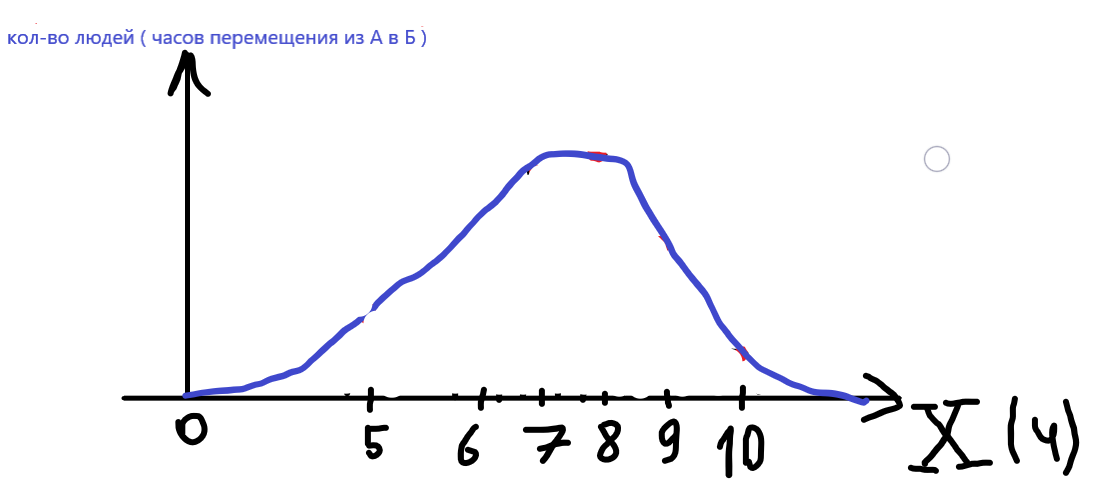 кол-во людей ( часов перемещения из А в Б )
0 5 6 7 8 9 10
X (ч)